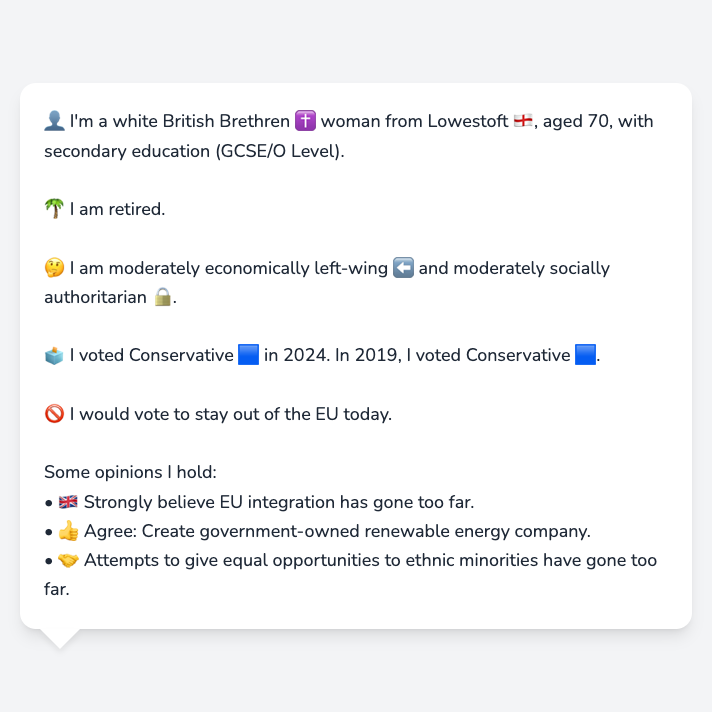 👤 I'm a white British Brethren ✝️ woman from Lowestoft 🏴󠁧󠁢󠁥󠁮󠁧󠁿, aged 70, with
secondary education (GCSE/O Level).
🌴 I am retired.
🤔 I am moderately economically left-wing ⬅️ and moderately socially
authoritarian 🔒.
🗳️ I voted Conservative 🟦 in 2024. In 2019, I voted Conservative 🟦.
🚫 I would vote to stay out of the EU today.
Some opinions I hold:
• 🇬🇧 Strongly believe EU integration has gone too far.
• 👍 Agree: Create government-owned renewable energy company.
• 🤝 Attempts to give equal opportunities to ethnic minorities have gone too
far.